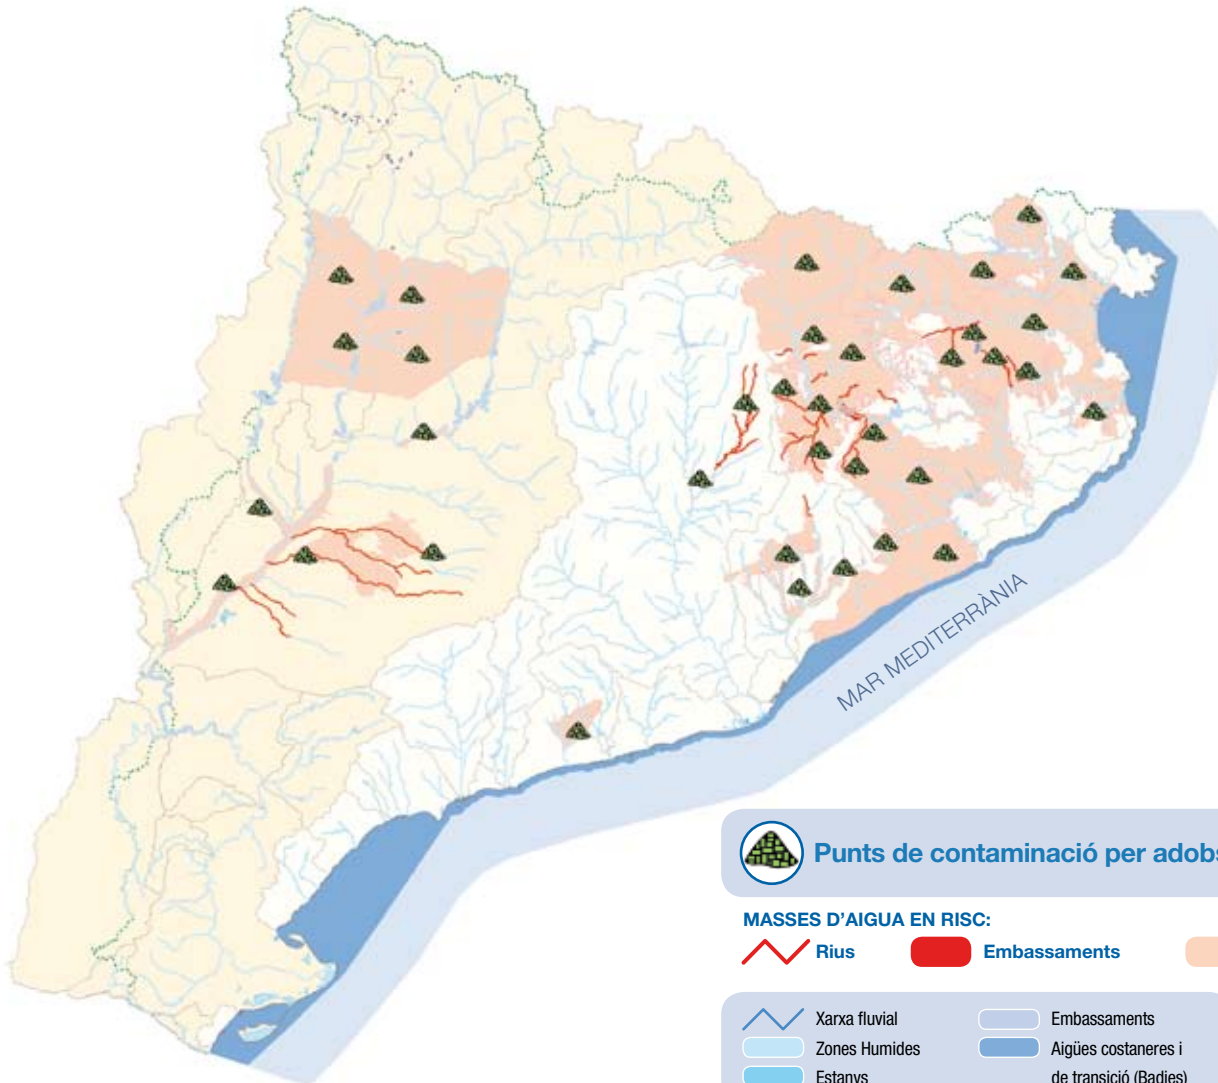 MAR MEDITERRÀNIA
Punts de contaminació per adobs
MASSES D'AIGUA EN RISC:
Rius
Embassaments
Xarxa fluvial
Embassaments
Zones Humides
Aigües costaneres i
Estanys
de transició (Badies)